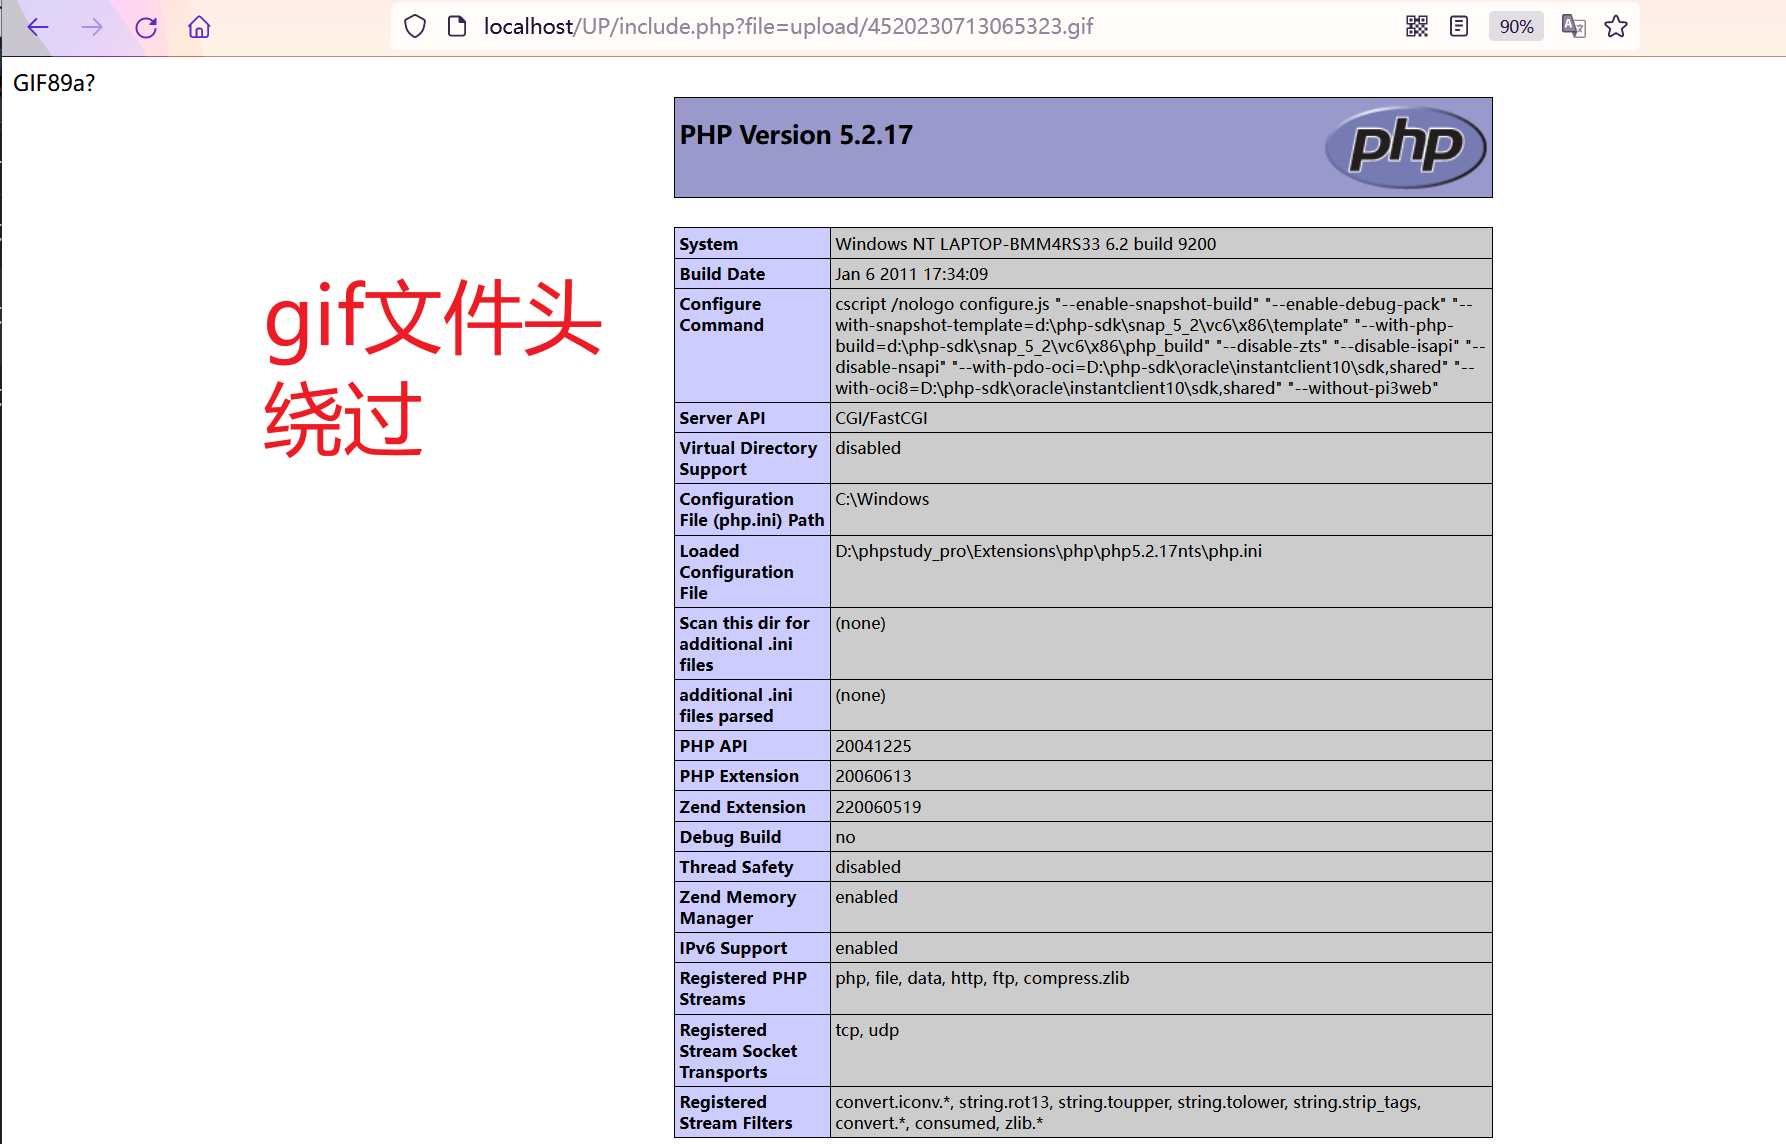 localhost/UP/include.php?file=upload/4520230713065323.gif
90%
GIF89a?
PHP Version 5.2.17
php
gif文件头
绕过
System
Windows NT LAPTOP-BMM4RS33 6.2 build 9200
Build Date
Jan 6 2011 17:34:09
Configure
Command
cscript /nologo configure.js "--enable-snapshot-build" "--enable-debug-pack" "--
with-snapshot-template=d:\php-sdk\snap_5_2\vc6\x86\template" "--with-php-
build=d:\php-sdk\snap_5_2\vc6\x86\php_build" "--disable-zts" "--disable-isapi" "--
disable-nsapi" "--with-pdo-oci=D:\php-sdk\oracle\instantclient10\sdk,shared" "--
with-oci8=D:\php-sdk\oracle\instantclient10\sdk,shared" "--without-pi3web"
Server API
CGI/FastCGI
Virtual Directory
Support
disabled
Configuration
File (php.ini) Path
C:\Windows
Loaded
Configuration
File
D:\phpstudy_pro\Extensions\php\php5.2.17nts\php.ini
Scan this dir for
additional .ini
files
(none)
additional .ini
files parsed
(none)
PHP API
20041225
PHP Extension
20060613
Zend Extension
220060519
Debug Build
no
Thread Safety
disabled
Zend Memory
Manager
enabled
IPv6 Support
enabled
Registered PHP
Streams
php, file, data, http, ftp, compress.zlib
Registered
Stream Socket
Transports
tcp, udp
Registered
Stream Filters
convert.iconv.*, string.rot13, string.toupper, string.tolower, string.strip_tags,
convert.*, consumed, zlib.*